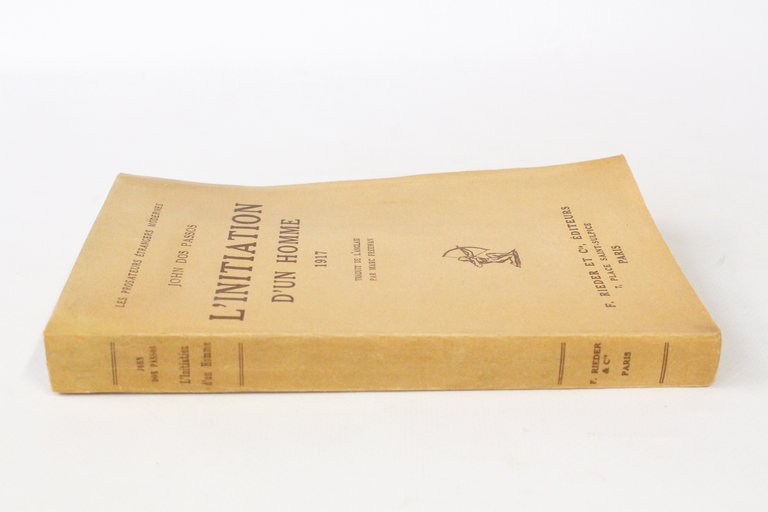 LES PROSATEURS ÉTRANGERS MODERNES
JOHN DOS PASSOS
L'INITIATION
D'UN HOMME
1917
TRADUIT DE L'ANGLAIS
PAR MARC FREEMAN
F. RIEDER ET Cie, ÉDITEURS
7, PLACE SAINT-SULPICE
PARIS
JOHN
DOS PASSOS
L'Initiation
d'un Homme
F. RIEDER
& Cie
PARIS